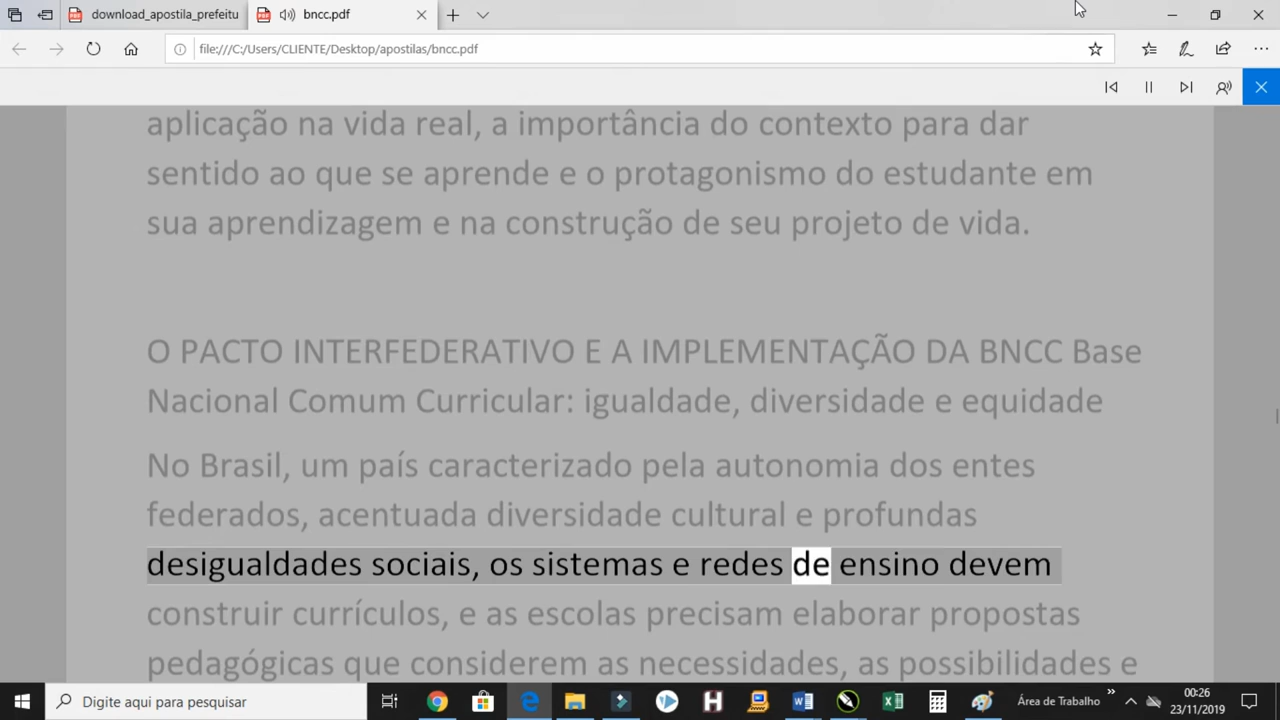 download_apostila_prefeitu
bncc.pdf
file:///C:/Users/CLIENTE/Desktop/apostilas/bncc.pdf
aplicação na vida real, a importância do contexto para dar
sentido ao que se aprende e o protagonismo do estudante em
sua aprendizagem e na construção de seu projeto de vida.
O PACTO INTERFEDERATIVO E A IMPLEMENTAÇÃO DA BNCC Base
Nacional Comum Curricular: igualdade, diversidade e equidade
No Brasil, um país caracterizado pela autonomia dos entes
federados, acentuada diversidade cultural e profundas
desigualdades sociais, os sistemas e redes de ensino devem
construir currículos, e as escolas precisam elaborar propostas
pedagógicas que considerem as necessidades, as possibilidades e
Digite aqui para pesquisar
Área de Trabalho
00:26
23/11/2019